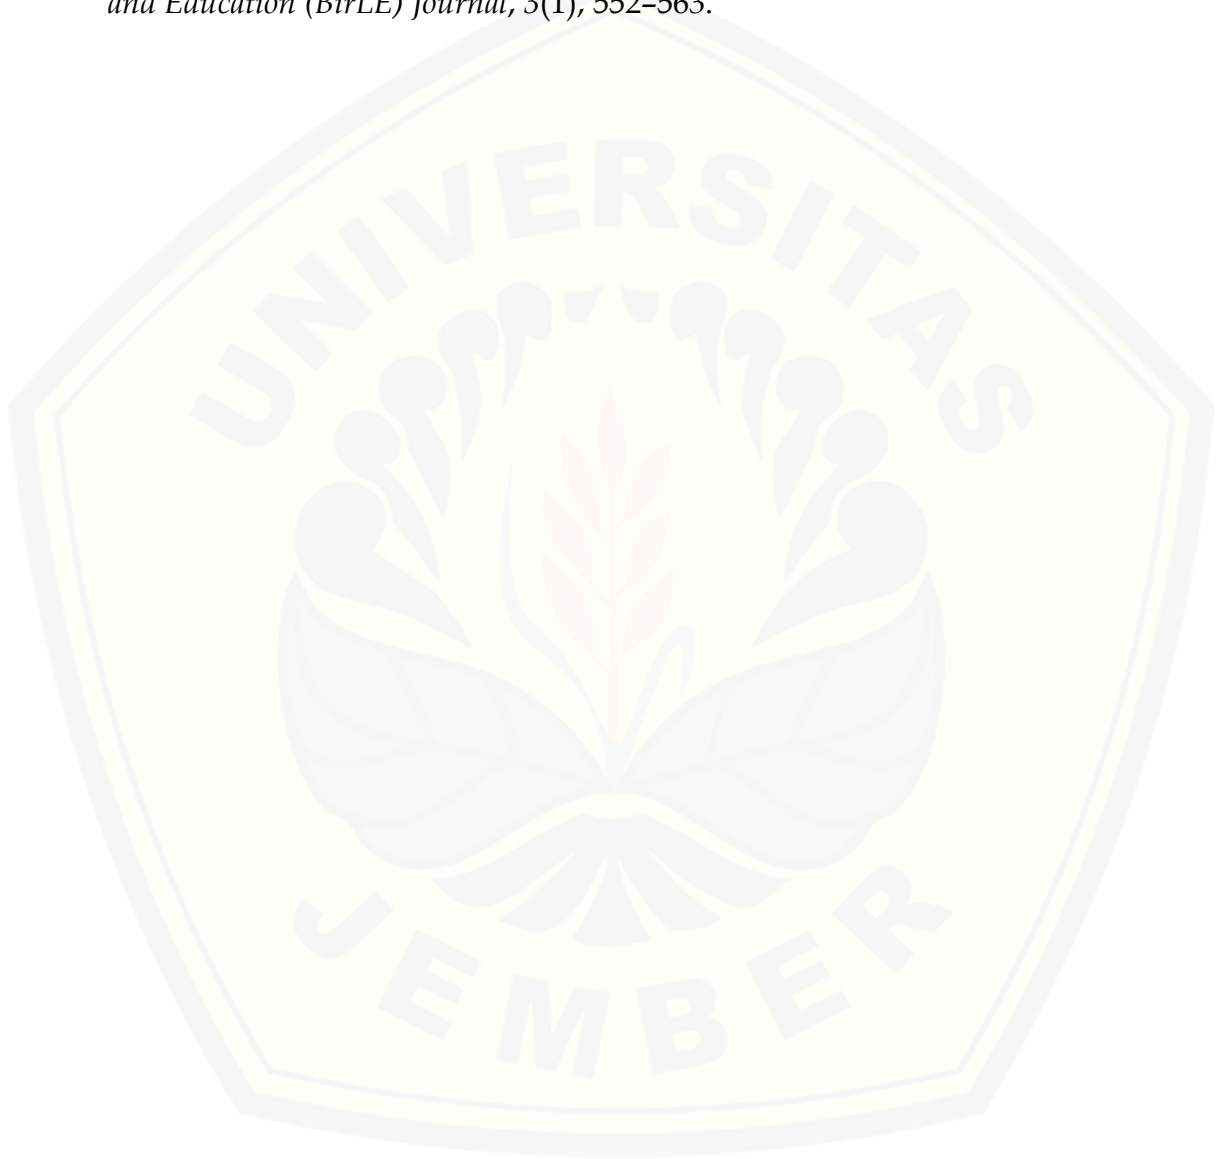 and Education (BirLE) Journal, 3(1), 552–563.
UNIVERSITAS
JEMBER